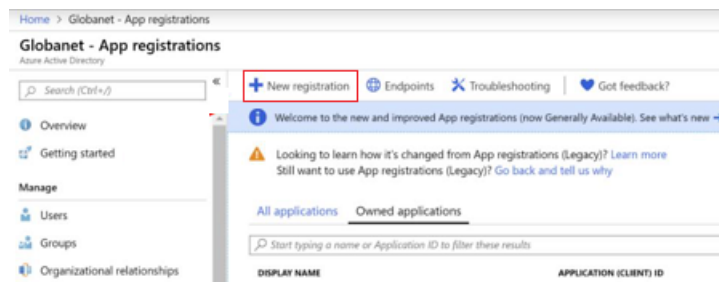 Home > Globanet - App registrations
Globanet - App registrations
Azure Active Directory
Search (Ctrl+/)
«
New registration Endpoints Troubleshooting Got feedback?
Overview
Welcome to the new and improved App registrations (now Generally Available). See what's new
Getting started
Looking to learn how it's changed from App registrations (Legacy)? Learn more
Still want to use App registrations (Legacy)? Go back and tell us why
Manage
Users
All applications Owned applications
Groups
Start typing a name or Application ID to filter these results
Organizational relationships
DISPLAY NAME APPLICATION (CLIENT) ID